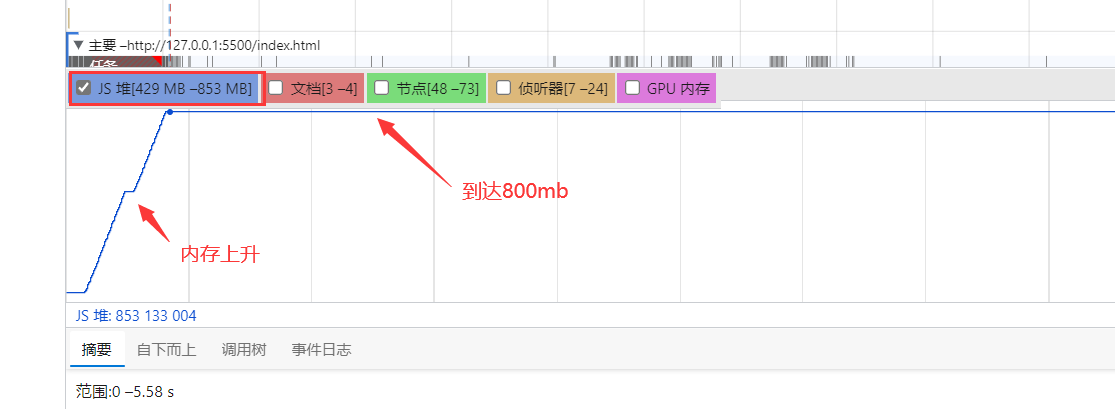 ▼ 主要 –http://127.0.0.1:5500/index.html
任务
JS 堆[429 MB –853 MB] 文档[3 –4] 节点[48 –73] 侦听器[7 –24] GPU 内存
到达800mb
内存上升
JS 堆: 853 133 004
摘要 自下而上 调用树 事件日志
范围:0 –5.58 s